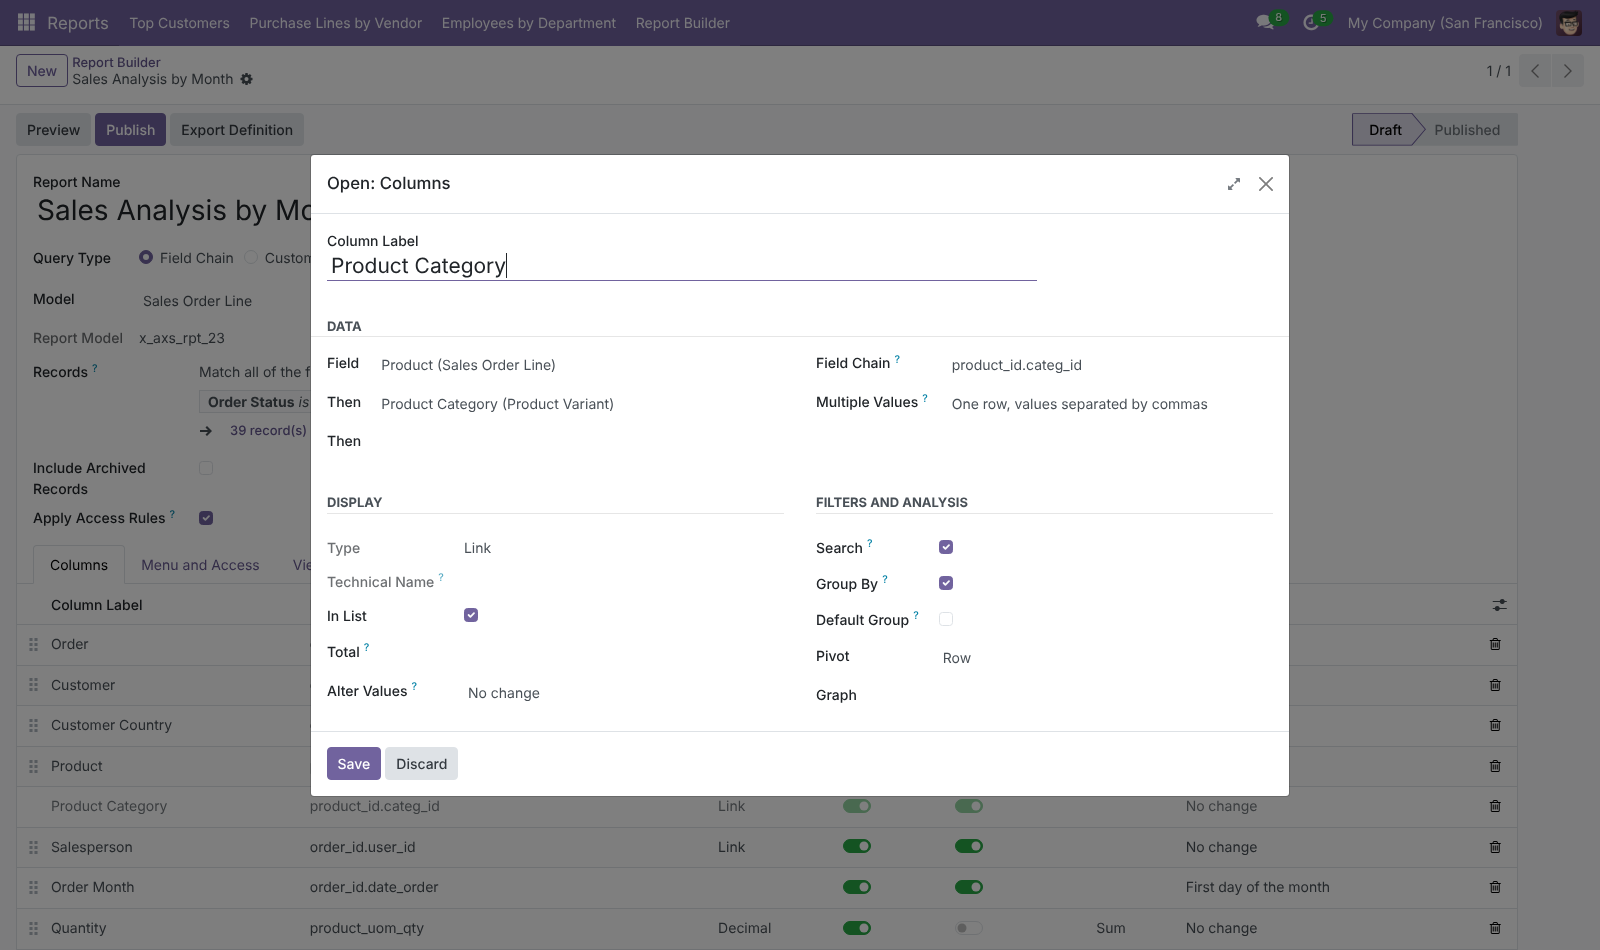 Reports Top Customers Purchase Lines by Vendor Employees by Department Report Builder 8 5 My Company (San Francisco)
New Report Builder
Sales Analysis by Month 1 / 1
Preview Publish Export Definition Draft Published
Open: Columns
Report Name
Sales Analysis by Mo
Query Type Field Chain Custom
Model Sales Order Line
Report Model x_axs_rpt_23
Records ? Match all of the f
Order Status is
39 record(s)
Include Archived
Records
Apply Access Rules ?
Columns Menu and Access Vie
Column Label
Product Category
DATA
Field Product (Sales Order Line) Field Chain ? product_id.categ_id
Then Product Category (Product Variant) Multiple Values ? One row, values separated by commas
Then
DISPLAY FILTERS AND ANALYSIS
Type Link Search ?
Technical Name ? Group By ?
In List Default Group ?
Total ? Pivot Row
Alter Values ? No change Graph
Save Discard
Column Label
Order
Customer
Customer Country
Product
Product Category product_id.categ_id Link No change
Salesperson order_id.user_id Link No change
Order Month order_id.date_order First day of the month
Quantity product_uom_qty Decimal Sum No change